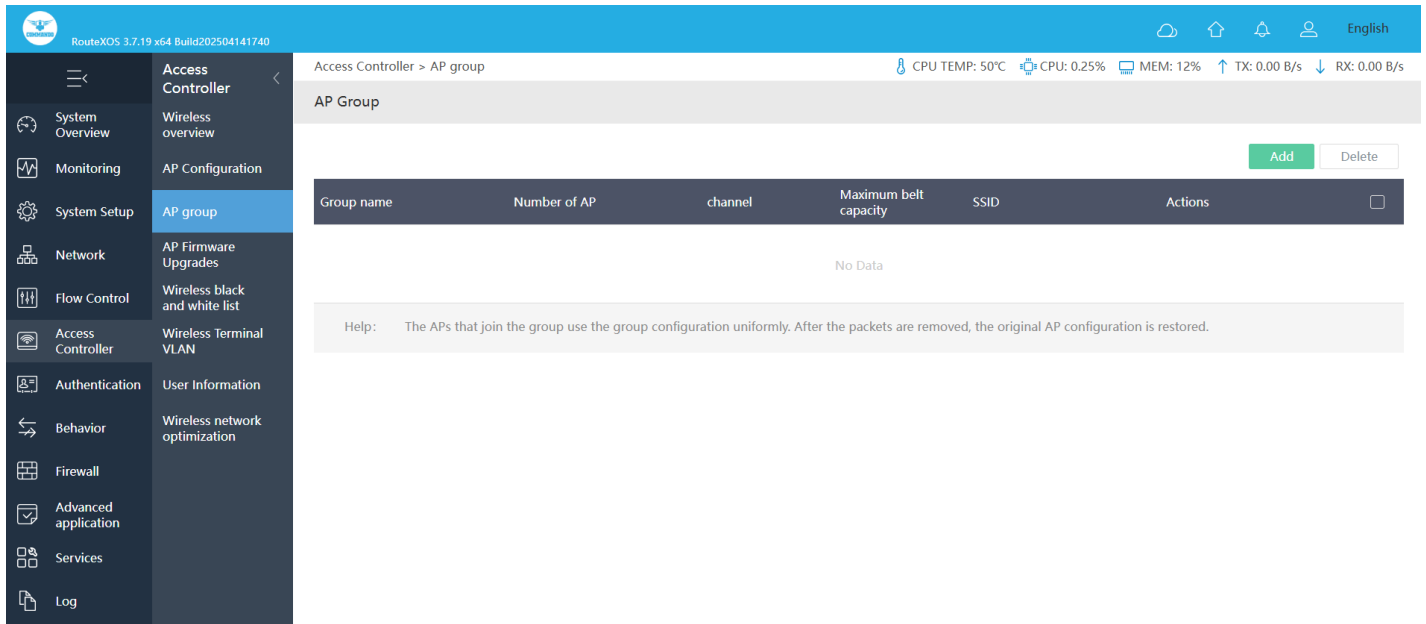 COMMANDO
RouteXOS 3.7.19 x64 Build202504141740
English
Access Controller
Access Controller > AP group
CPU TEMP: 50℃
CPU: 0.25%
MEM: 12%
TX: 0.00 B/s
RX: 0.00 B/s
System Overview
Monitoring
System Setup
Network
Flow Control
Access Controller
Authentication
Behavior
Firewall
Advanced application
Services
Log
Wireless overview
AP Configuration
AP group
AP Firmware Upgrades
Wireless black and white list
Wireless Terminal VLAN
User Information
Wireless network optimization
AP Group
Add
Delete
Group name
Number of AP
channel
Maximum belt capacity
SSID
Actions
No Data
Help: The APs that join the group use the group configuration uniformly. After the packets are removed, the original AP configuration is restored.